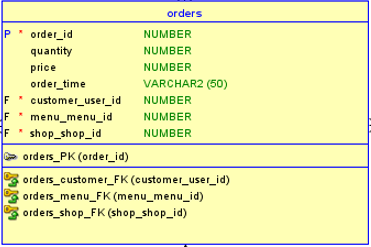 orders
P * order_id NUMBER
quantity NUMBER
price NUMBER
order_time VARCHAR2 (50)
F * customer_user_id NUMBER
F * menu_menu_id NUMBER
F * shop_shop_id NUMBER
orders_PK (order_id)
orders_customer_FK (customer_user_id)
orders_menu_FK (menu_menu_id)
orders_shop_FK (shop_shop_id)